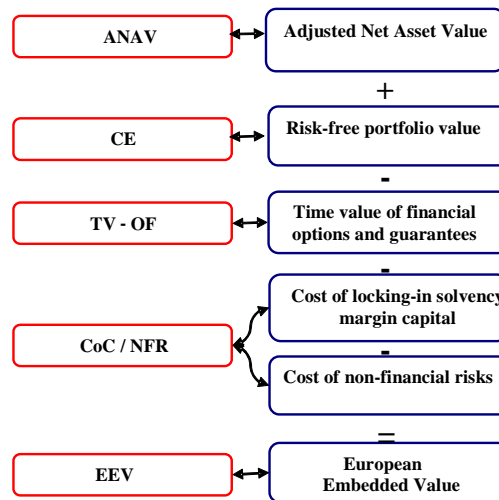 ANAV
Adjusted Net Asset Value
+
CE
Risk-free portfolio value
-
TV - OF
Time value of financial
options and guarantees
-
CoC / NFR
Cost of locking-in solvency
margin capital
-
Cost of non-financial risks
=
EEV
European
Embedded Value